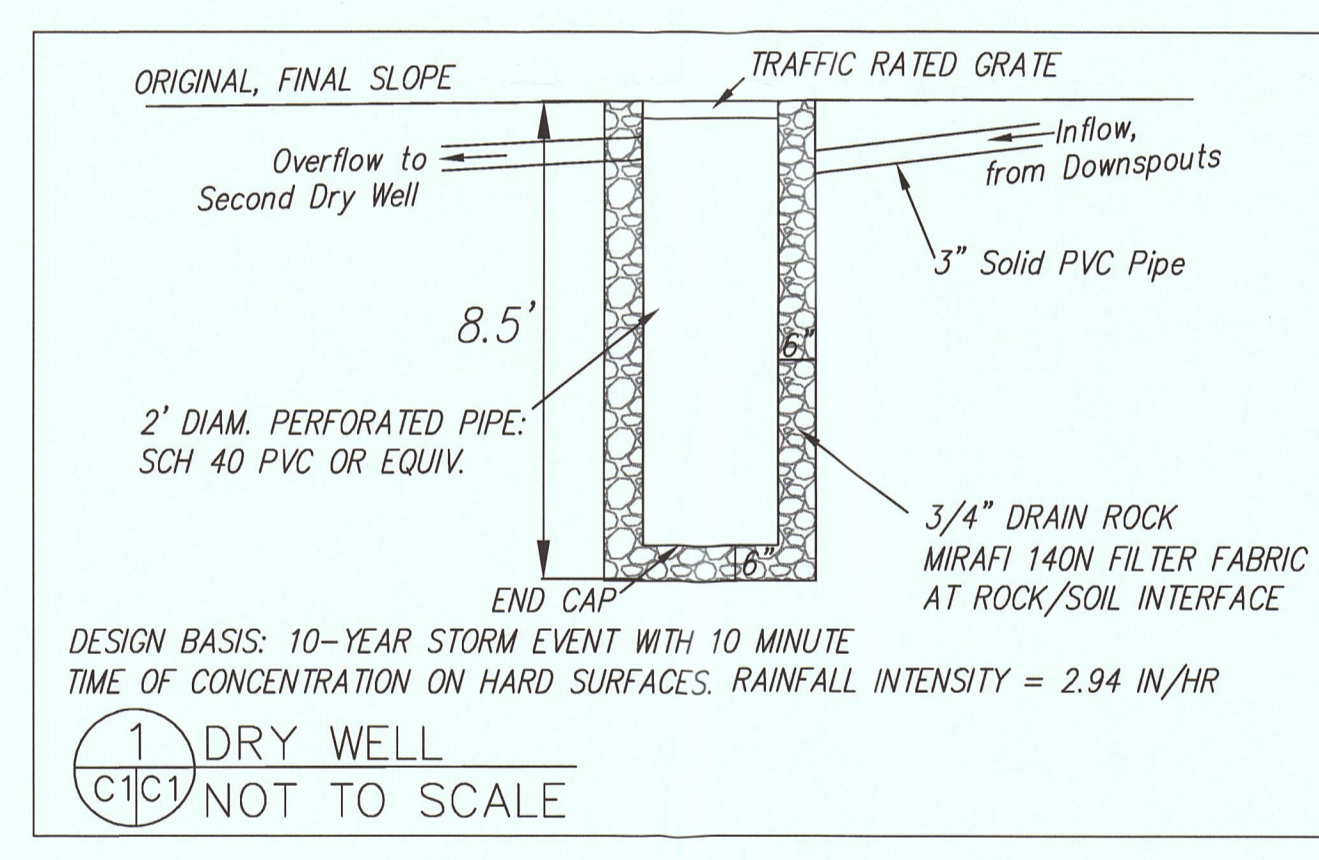 ORIGINAL, FINAL SLOPE
TRAFFIC RATED GRATE
Overflow to
Second Dry Well
Inflow,
from Downspouts
3" Solid PVC Pipe
8.5'
6"
2' DIAM. PERFORATED PIPE:
SCH 40 PVC OR EQUIV.
3/4" DRAIN ROCK
MIRAFI 140N FILTER FABRIC
AT ROCK/SOIL INTERFACE
6"
END CAP
DESIGN BASIS: 10-YEAR STORM EVENT WITH 10 MINUTE
TIME OF CONCENTRATION ON HARD SURFACES. RAINFALL INTENSITY = 2.94 IN/HR
1 DRY WELL
C1 C1 NOT TO SCALE